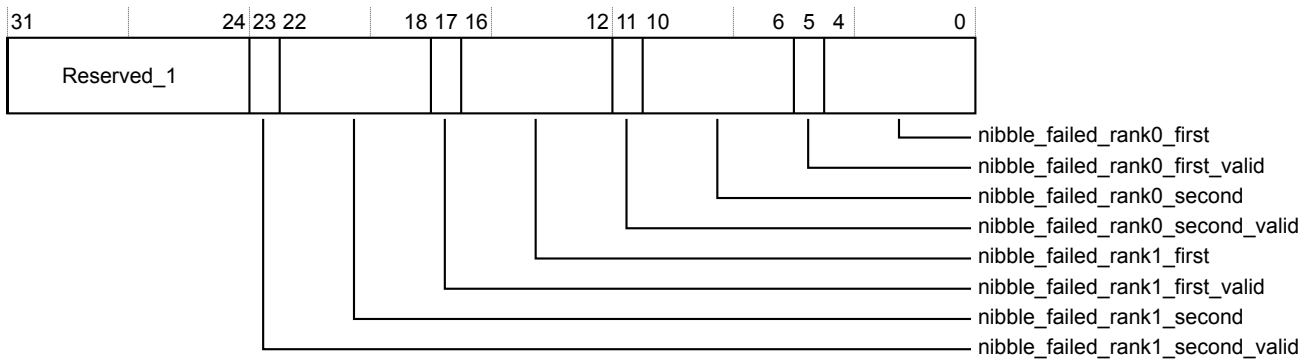 31 24 23 22 18 17 16 12 11 10 6 5 4 0
Reserved_1
nibble_failed_rank0_first
nibble_failed_rank0_first_valid
nibble_failed_rank0_second
nibble_failed_rank0_second_valid
nibble_failed_rank1_first
nibble_failed_rank1_first_valid
nibble_failed_rank1_second
nibble_failed_rank1_second_valid